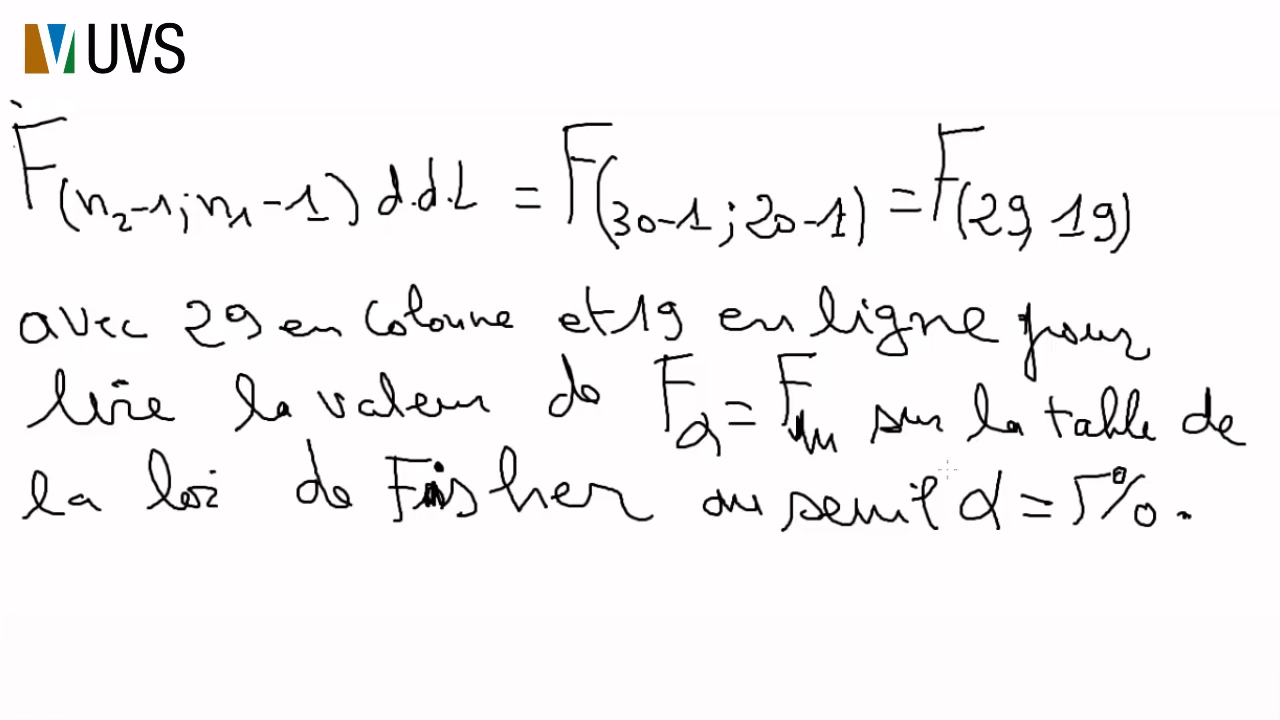 UVS
F(n₂-1; n₁-1) d.d.L = F(30-1; 20-1) = F(29, 19)
avec 29 en colonne et 19 en ligne pour
lire la valeur de Fα = Flu sur la table de
la loi de Fisher au seuil α = 5%.